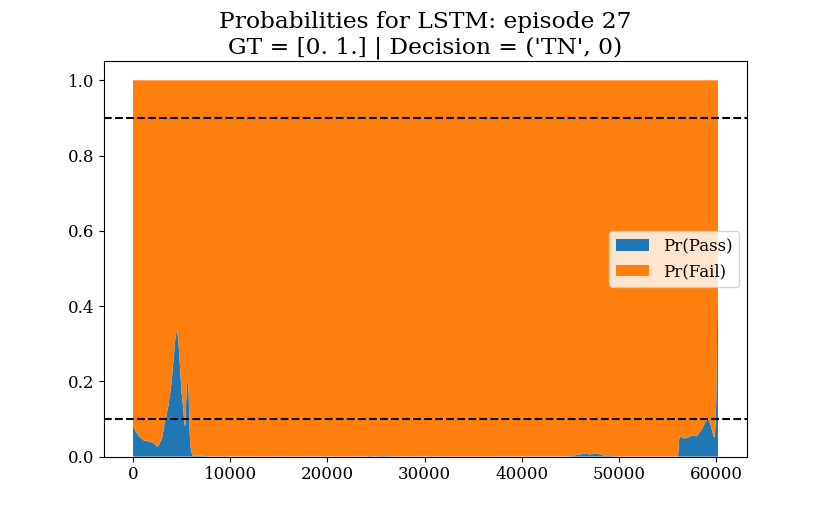 Probabilities for LSTM: episode 27
GT = [0. 1.] | Decision = ('TN', 0)
1.0
0.8
0.6
0.4
0.2
0.0
Pr(Pass)
Pr(Fail)
0 10000 20000 30000 40000 50000 60000